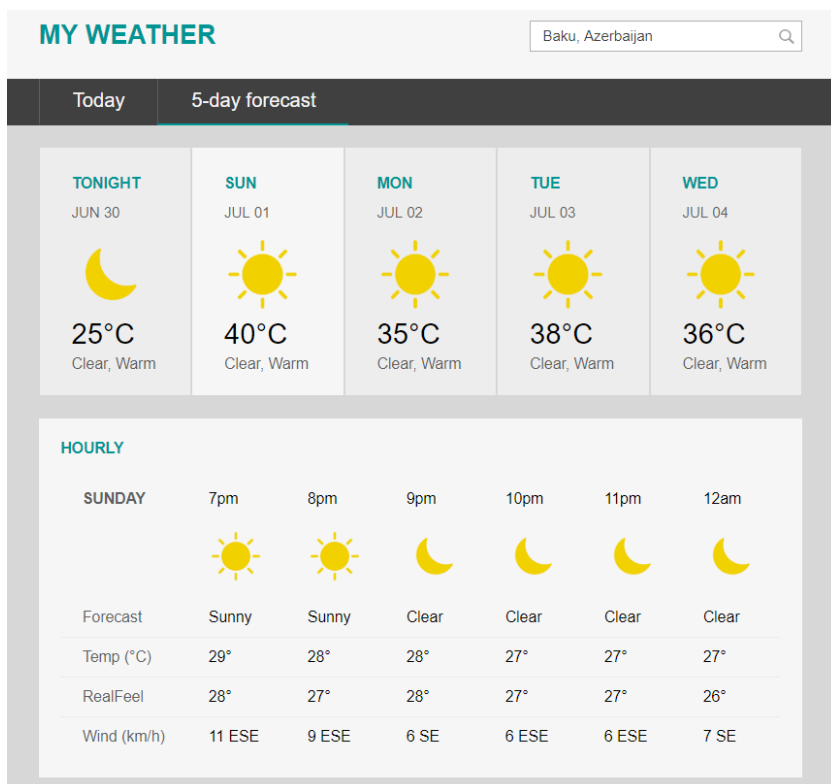 MY WEATHER
Baku, Azerbaijan
Today 5-day forecast
TONIGHT SUN MON TUE WED
JUN 30 JUL 01 JUL 02 JUL 03 JUL 04
25°C 40°C 35°C 38°C 36°C
Clear, Warm Clear, Warm Clear, Warm Clear, Warm Clear, Warm
HOURLY
SUNDAY 7pm 8pm 9pm 10pm 11pm 12am
Forecast Sunny Sunny Clear Clear Clear Clear
Temp (°C) 29° 28° 28° 27° 27° 27°
RealFeel 28° 27° 28° 27° 27° 26°
Wind (km/h) 11 ESE 9 ESE 6 SE 6 ESE 6 ESE 7 SE